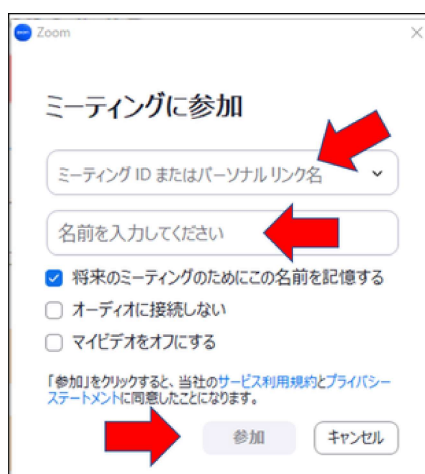 Zoom
ミーティングに参加
ミーティング ID またはパーソナル リンク名
名前を入力してください
将来のミーティングのためにこの名前を記憶する
オーディオに接続しない
マイビデオをオフにする
「参加」をクリックすると、当社のサービス利用規約とプライバシー
ステートメントに同意したことになります。
参加 キャンセル